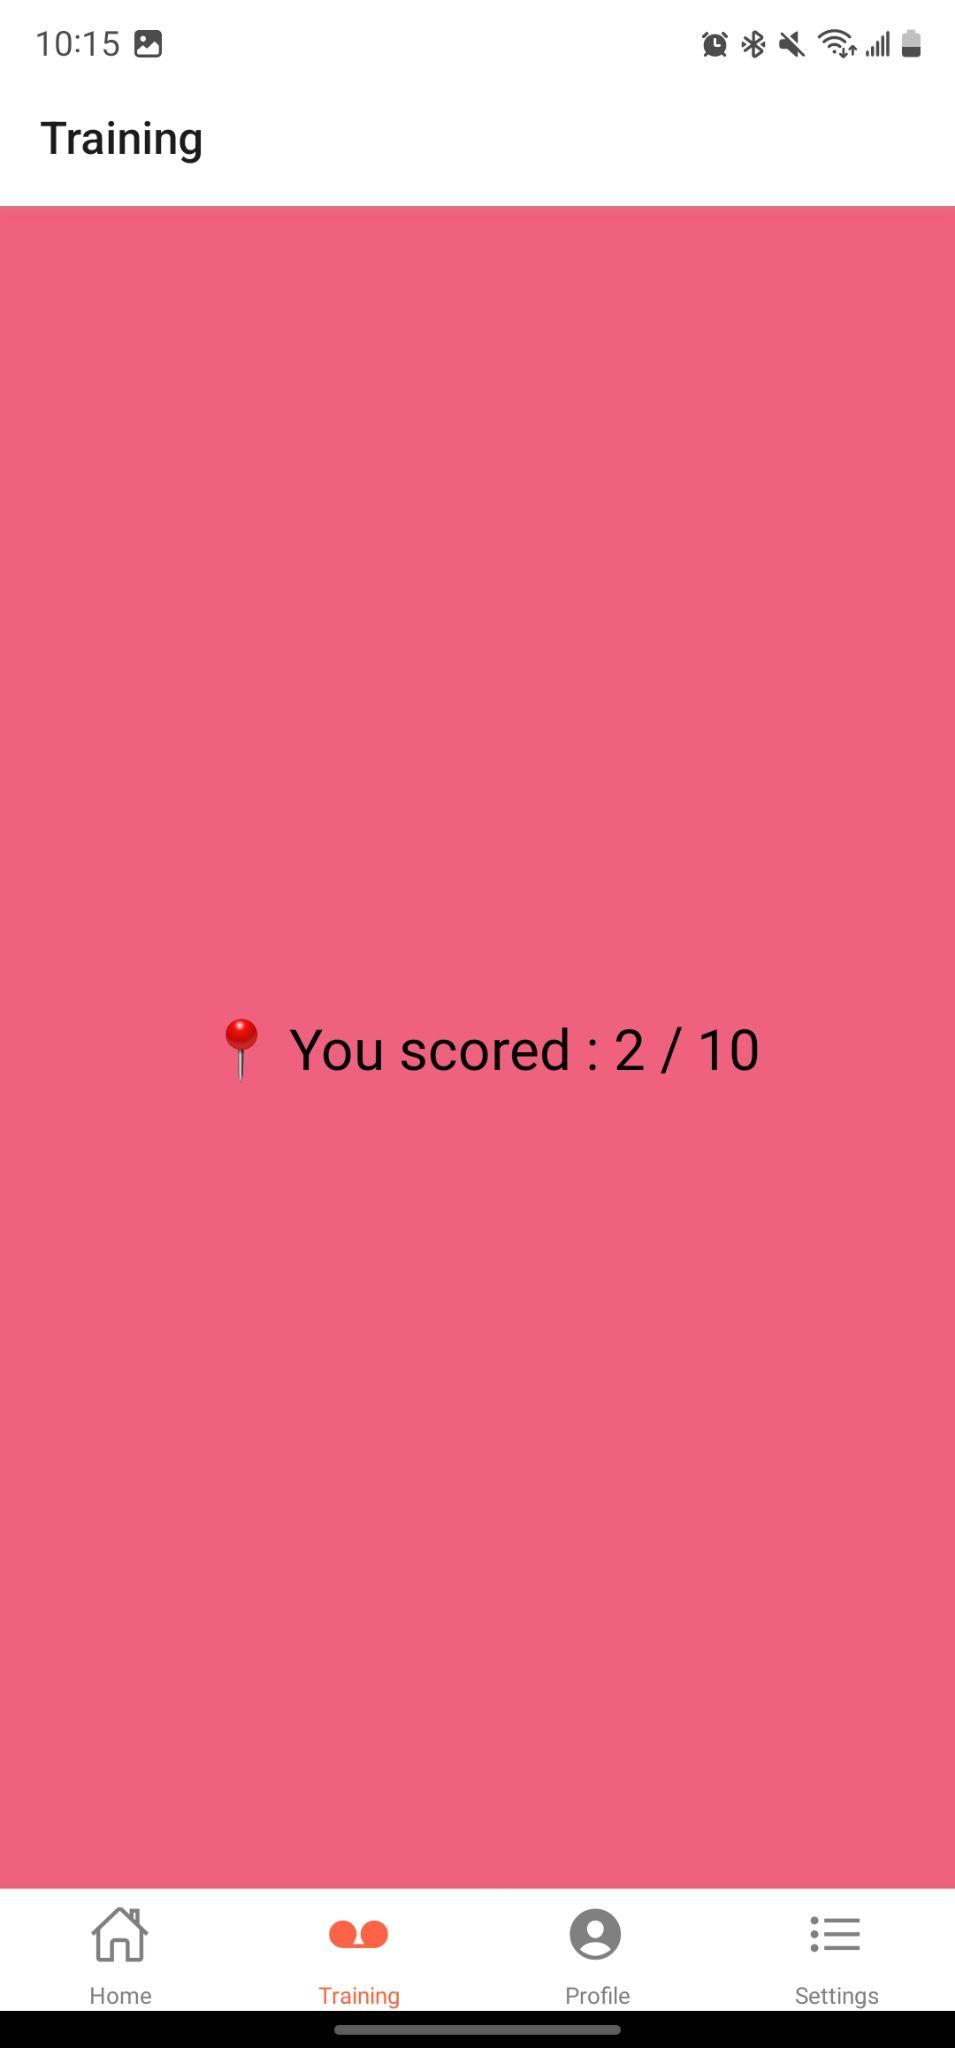 10:15
Training
📍 You scored : 2 / 10
Home
Training
Profile
Settings